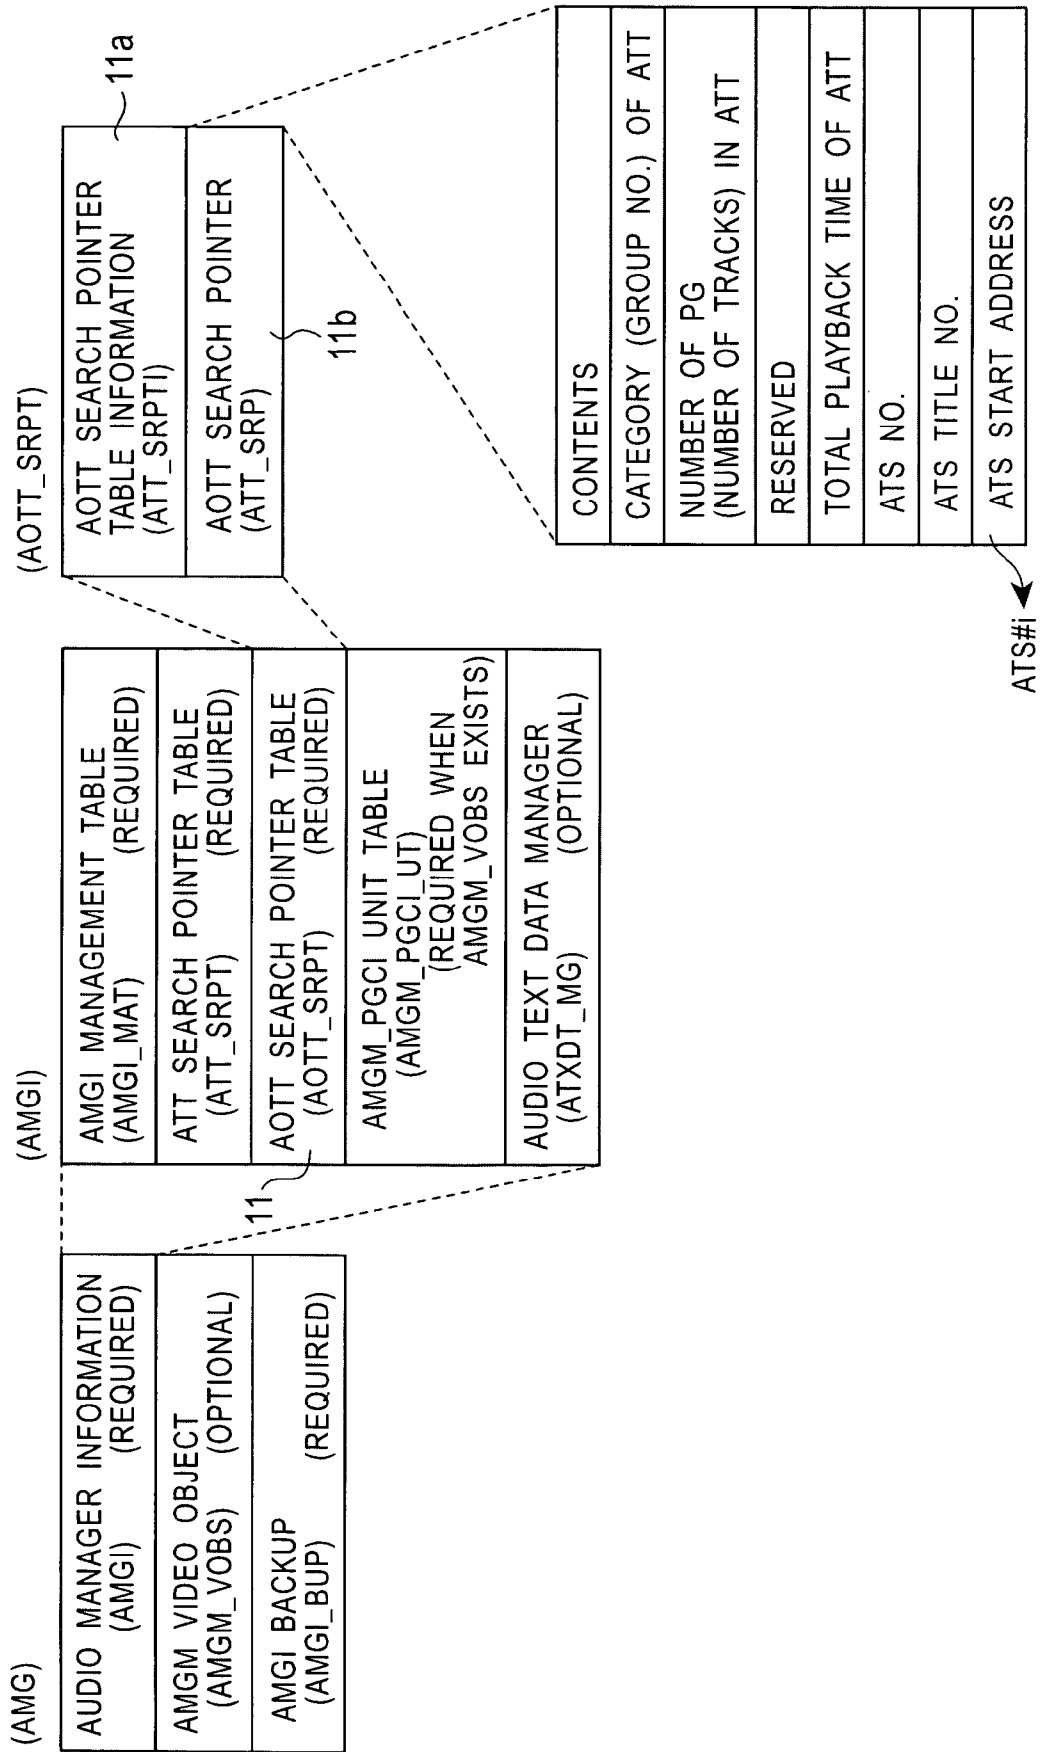 (AMG)
AUDIO MANAGER INFORMATION
(AMGI) (REQUIRED)
AMGM VIDEO OBJECT
(AMGM_VOBS) (OPTIONAL)
AMGI BACKUP
(AMGI_BUP) (REQUIRED)
(AMGI)
AMGI MANAGEMENT TABLE
(AMGI_MAT) (REQUIRED)
ATT SEARCH POINTER TABLE
(ATT_SRPT) (REQUIRED)
AOTT SEARCH POINTER TABLE
(AOTT_SRPT) (REQUIRED)
11
AMGM_PGCI UNIT TABLE
(AMGM_PGCI_UT)
(REQUIRED WHEN
AMGM_VOBS EXISTS)
AUDIO TEXT DATA MANAGER
(ATXDT_MG) (OPTIONAL)
(AOTT_SRPT)
AOTT SEARCH POINTER
TABLE INFORMATION
(ATT_SRPTI)
11a
AOTT SEARCH POINTER
(ATT_SRP)
11b
CONTENTS
CATEGORY (GROUP NO.) OF ATT
NUMBER OF PG
(NUMBER OF TRACKS) IN ATT
RESERVED
TOTAL PLAYBACK TIME OF ATT
ATS NO.
ATS TITLE NO.
ATS START ADDRESS
ATS#i